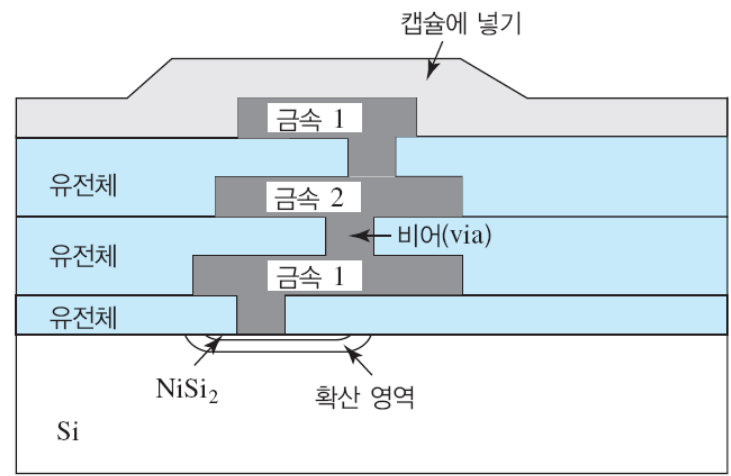 캡슐에 넣기
금속 1
유전체
금속 2
비어(via)
유전체
금속 1
유전체
NiSi₂
확산 영역
Si